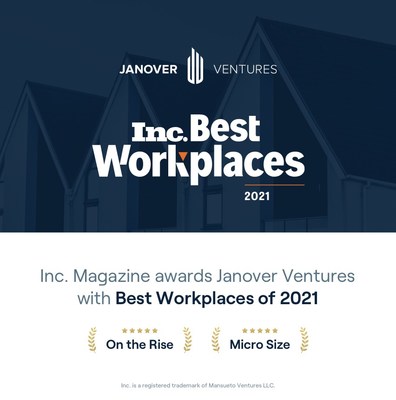 JANOVER VENTURES
Inc. Best
Workplaces
2021
Inc. Magazine awards Janover Ventures
with Best Workplaces of 2021
On the Rise Micro Size
Inc. is a registered trademark of Mansueto Ventures LLC.